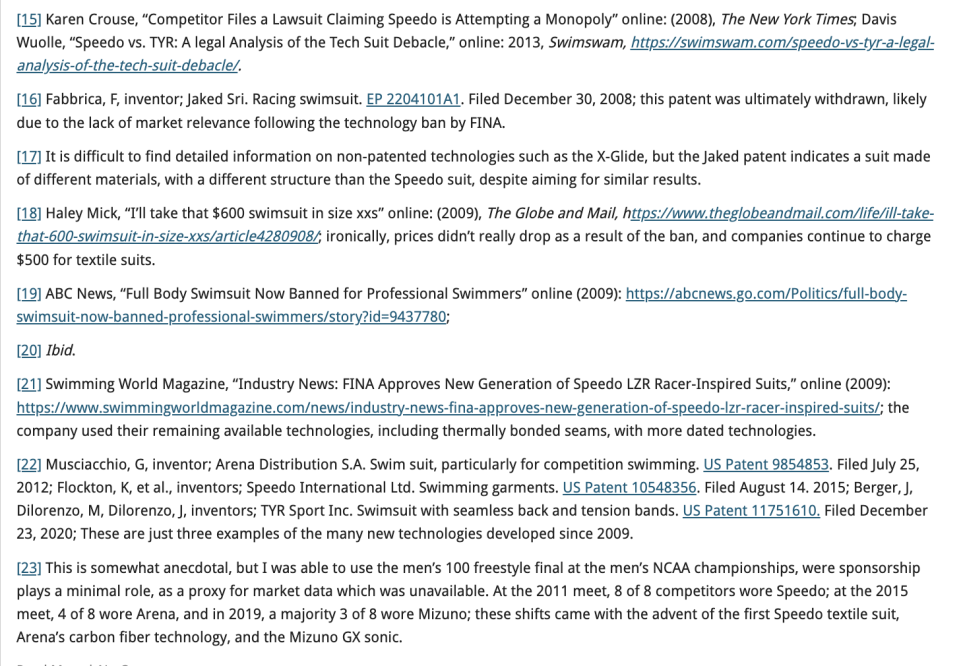 [15] Karen Crouse, “Competitor Files a Lawsuit Claiming Speedo is Attempting a Monopoly” online: (2008), The New York Times; Davis
Wuolle, “Speedo vs. TYR: A legal Analysis of the Tech Suit Debacle,” online: 2013, Swimswam, https://swimswam.com/speedo-vs-tyr-a-legal-
analysis-of-the-tech-suit-debacle/.
[16] Fabbrica, F, inventor; Jaked Sri. Racing swimsuit. EP 2204101A1. Filed December 30, 2008; this patent was ultimately withdrawn, likely
due to the lack of market relevance following the technology ban by FINA.
[17] It is difficult to find detailed information on non-patented technologies such as the X-Glide, but the Jaked patent indicates a suit made
of different materials, with a different structure than the Speedo suit, despite aiming for similar results.
[18] Haley Mick, “I’ll take that $600 swimsuit in size xxs” online: (2009), The Globe and Mail, https://www.theglobeandmail.com/life/ill-take-
that-600-swimsuit-in-size-xxs/article4280908/; ironically, prices didn’t really drop as a result of the ban, and companies continue to charge
$500 for textile suits.
[19] ABC News, “Full Body Swimsuit Now Banned for Professional Swimmers” online (2009): https://abcnews.go.com/Politics/full-body-
swimsuit-now-banned-professional-swimmers/story?id=9437780;
[20] Ibid.
[21] Swimming World Magazine, “Industry News: FINA Approves New Generation of Speedo LZR Racer-Inspired Suits,” online (2009):
https://www.swimmingworldmagazine.com/news/industry-news-fina-approves-new-generation-of-speedo-lzr-racer-inspired-suits/; the
company used their remaining available technologies, including thermally bonded seams, with more dated technologies.
[22] Musciacchio, G, inventor; Arena Distribution S.A. Swim suit, particularly for competition swimming. US Patent 9854853. Filed July 25,
2012; Flockton, K, et al., inventors; Speedo International Ltd. Swimming garments. US Patent 10548356. Filed August 14. 2015; Berger, J,
Dilorenzo, M, Dilorenzo, J, inventors; TYR Sport Inc. Swimsuit with seamless back and tension bands. US Patent 11751610. Filed December
23, 2020; These are just three examples of the many new technologies developed since 2009.
[23] This is somewhat anecdotal, but I was able to use the men’s 100 freestyle final at the men’s NCAA championships, were sponsorship
plays a minimal role, as a proxy for market data which was unavailable. At the 2011 meet, 8 of 8 competitors wore Speedo; at the 2015
meet, 4 of 8 wore Arena, and in 2019, a majority 3 of 8 wore Mizuno; these shifts came with the advent of the first Speedo textile suit,
Arena’s carbon fiber technology, and the Mizuno GX sonic.